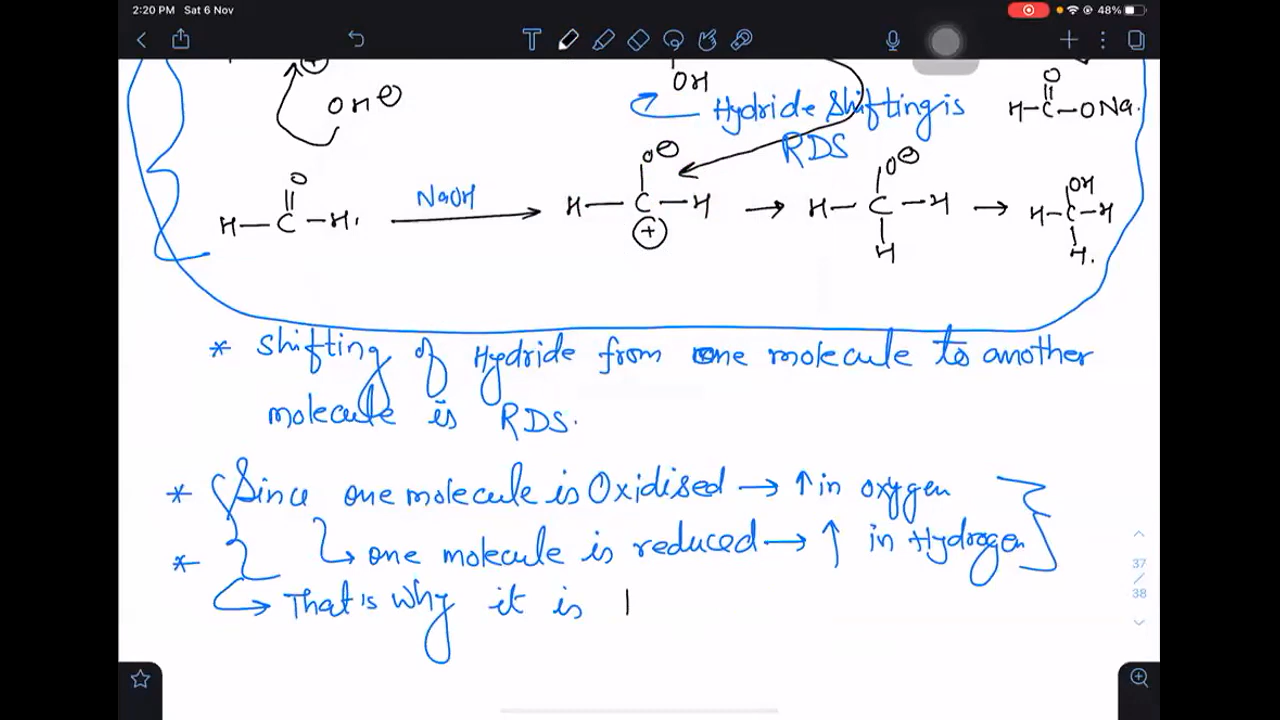 2:20 PM Sat 6 Nov
48%
T
+
OH⊖
OH
Hydride Shifting is
RDS
O
H-C-ONa.
O
H-C-H.
NaOH
O⊖
H-C-H
+
O⊖
H-C-H
H
OH
H-C-H
H.
* Shifting of Hydride from one molecule to another
molecule is RDS.
* Since one molecule is Oxidised → ↑ in oxygen
* ↳ one molecule is reduced → ↑ in Hydrogen
→ That is why it is
37
/
38